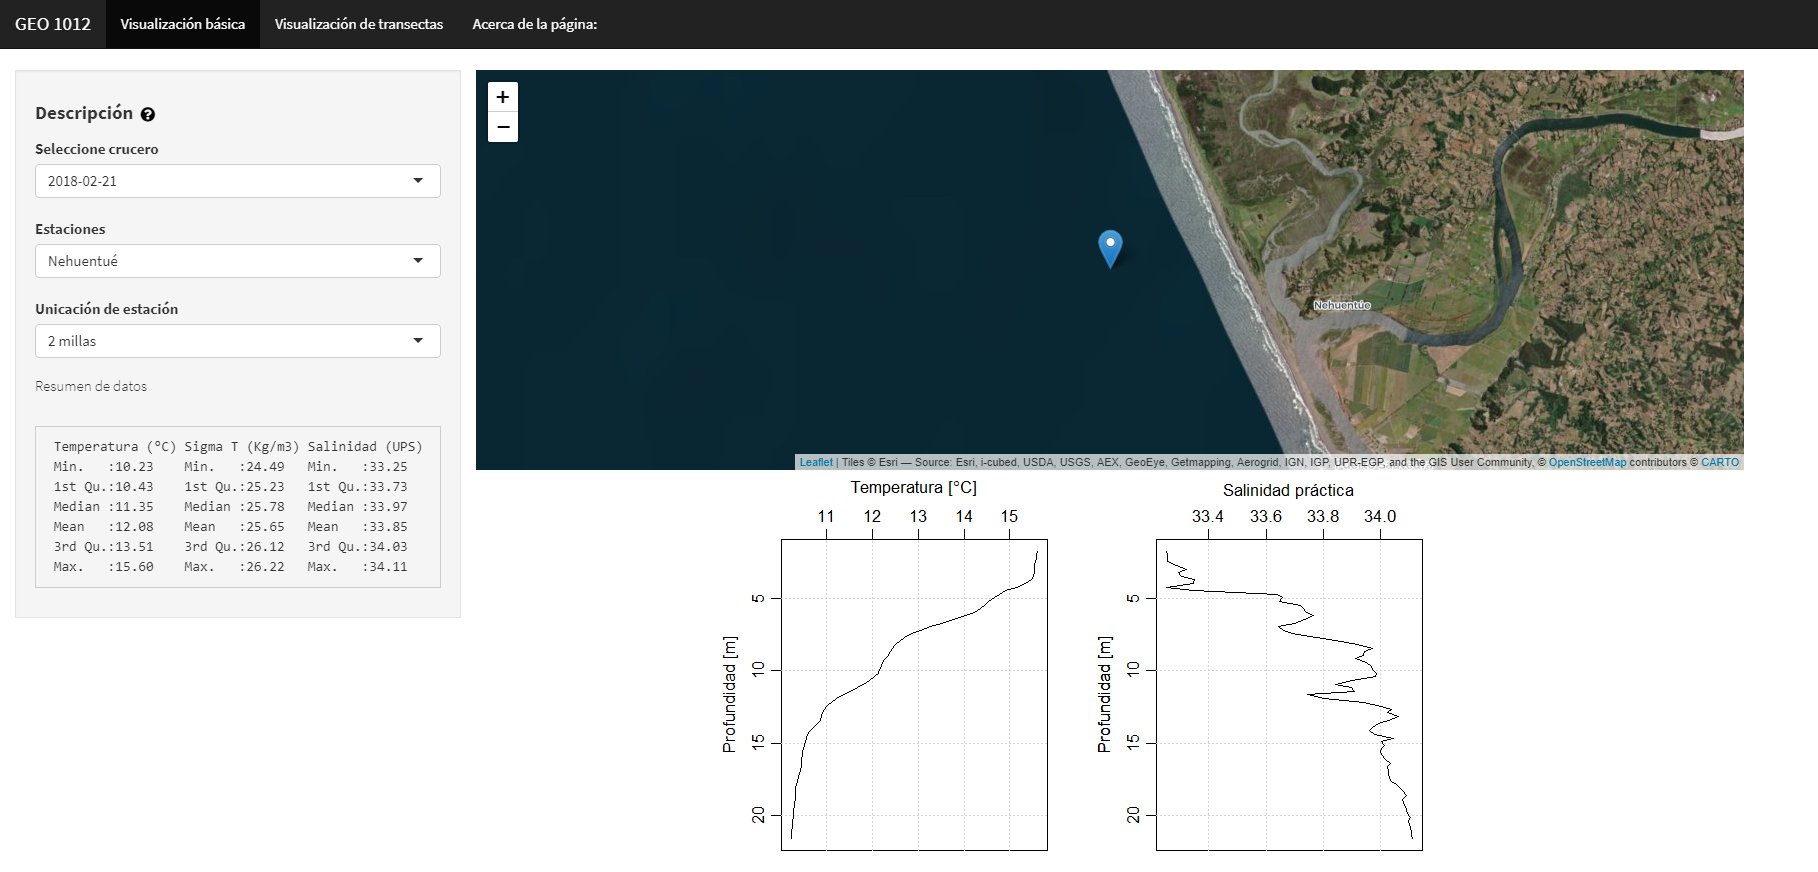 GEO 1012 Visualización básica Visualización de transectas Acerca de la página:
Descripción ?
Seleccione crucero
2018-02-21
Estaciones
Nehuentué
Unicación de estación
2 millas
Resumen de datos
Temperatura (ºC) Sigma T (Kg/m3) Salinidad (UPS)
Min. :10.23 Min. :24.49 Min. :33.25
1st Qu.:10.43 1st Qu.:25.23 1st Qu.:33.73
Median :11.35 Median :25.78 Median :33.97
Mean :12.08 Mean :25.65 Mean :33.85
3rd Qu.:13.51 3rd Qu.:26.12 3rd Qu.:34.03
Max. :15.60 Max. :26.22 Max. :34.11
+
−
Nehuentúe
Leaflet | Tiles © Esri — Source: Esri, i-cubed, USDA, USGS, AEX, GeoEye, Getmapping, Aerogrid, IGN, IGP, UPR-EGP, and the GIS User Community, © OpenStreetMap contributors © CARTO
Temperatura [°C]
11 12 13 14 15
Profundidad [m]
5
10
15
20
Salinidad práctica
33.4 33.6 33.8 34.0
Profundidad [m]
5
10
15
20